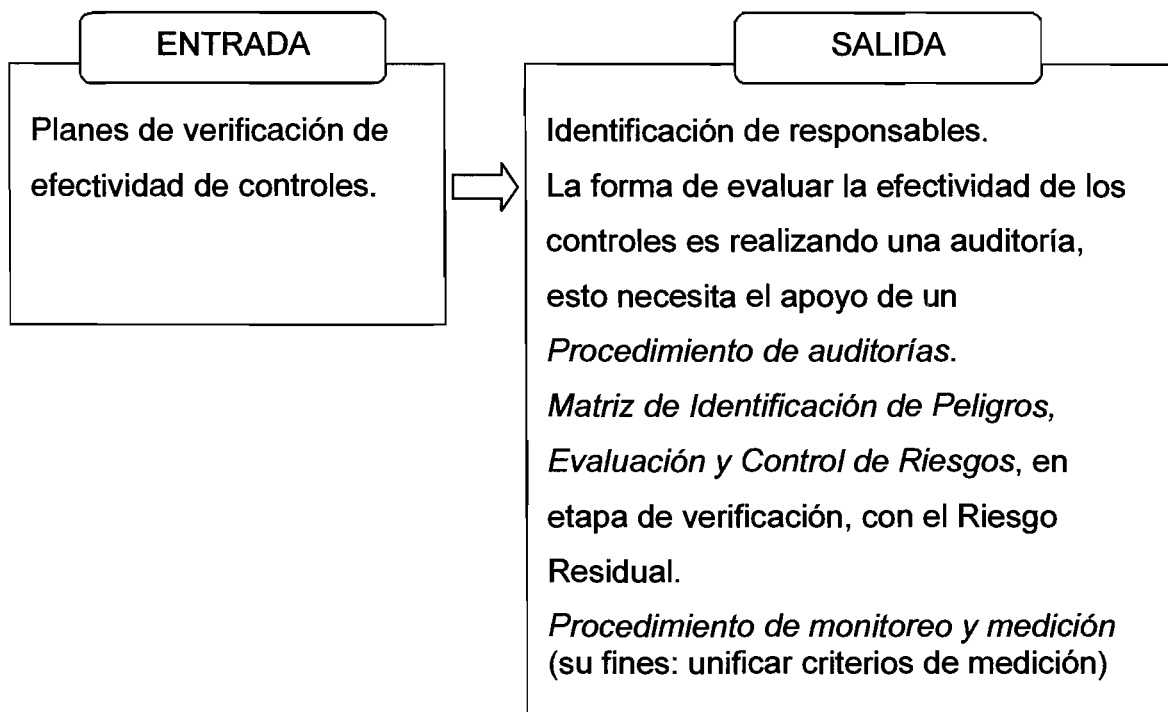 ENTRADA
Planes de verificación de
efectividad de controles.
SALIDA
Identificación de responsables.
La forma de evaluar la efectividad de los
controles es realizando una auditoría,
esto necesita el apoyo de un
Procedimiento de auditorías.
Matriz de Identificación de Peligros,
Evaluación y Control de Riesgos, en
etapa de verificación, con el Riesgo
Residual.
Procedimiento de monitoreo y medición
(su fines: unificar criterios de medición)